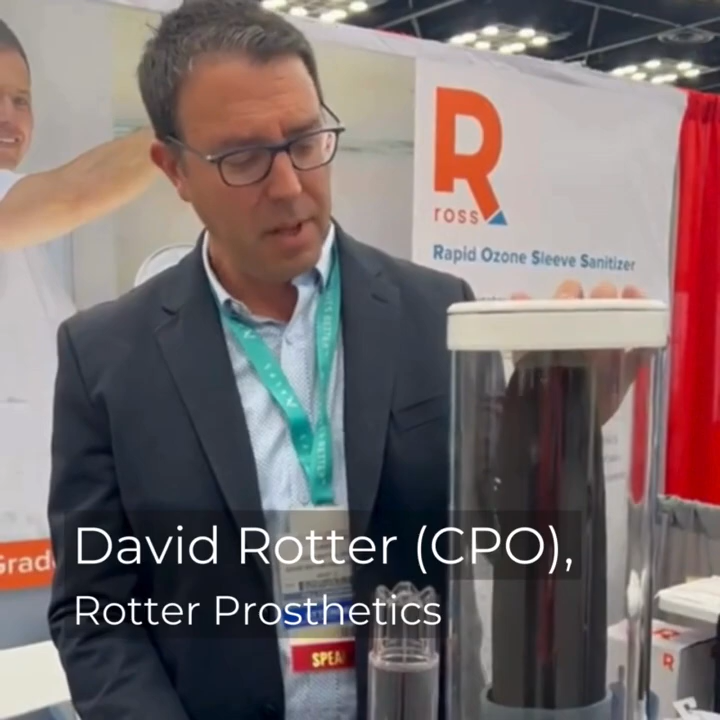 R
ross
Rapid Ozone Sleeve Sanitizer
David Rotter (CPO),
Rotter Prosthetics
R
R